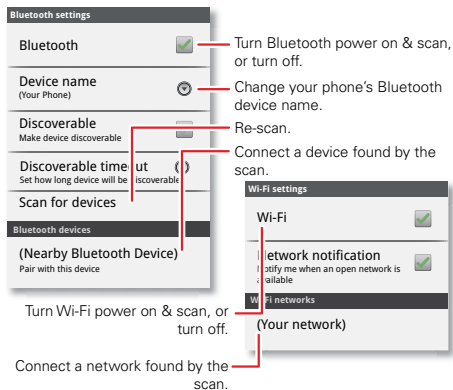 Bluetooth settings
Bluetooth
Device name
(Your Phone)
Discoverable
Make device discoverable
Discoverable timeout
Set how long device will be discoverable
Scan for devices
Bluetooth devices
(Nearby Bluetooth Device)
Pair with this device
Turn Bluetooth power on & scan,
or turn off.
Change your phone's Bluetooth
device name.
Re-scan.
Connect a device found by the
scan.
Wi-Fi settings
Wi-Fi
Network notification
Notify me when an open network is
available
Wi-Fi networks
(Your network)
Turn Wi-Fi power on & scan, or
turn off.
Connect a network found by the
scan.